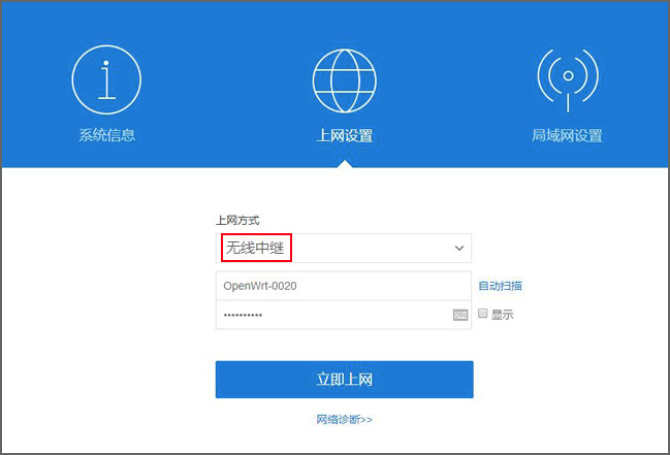 系统信息
上网设置
局域网设置
上网方式
无线中继
OpenWrt-0020
自动扫描
••••••••••
显示
立即上网
网络诊断>>